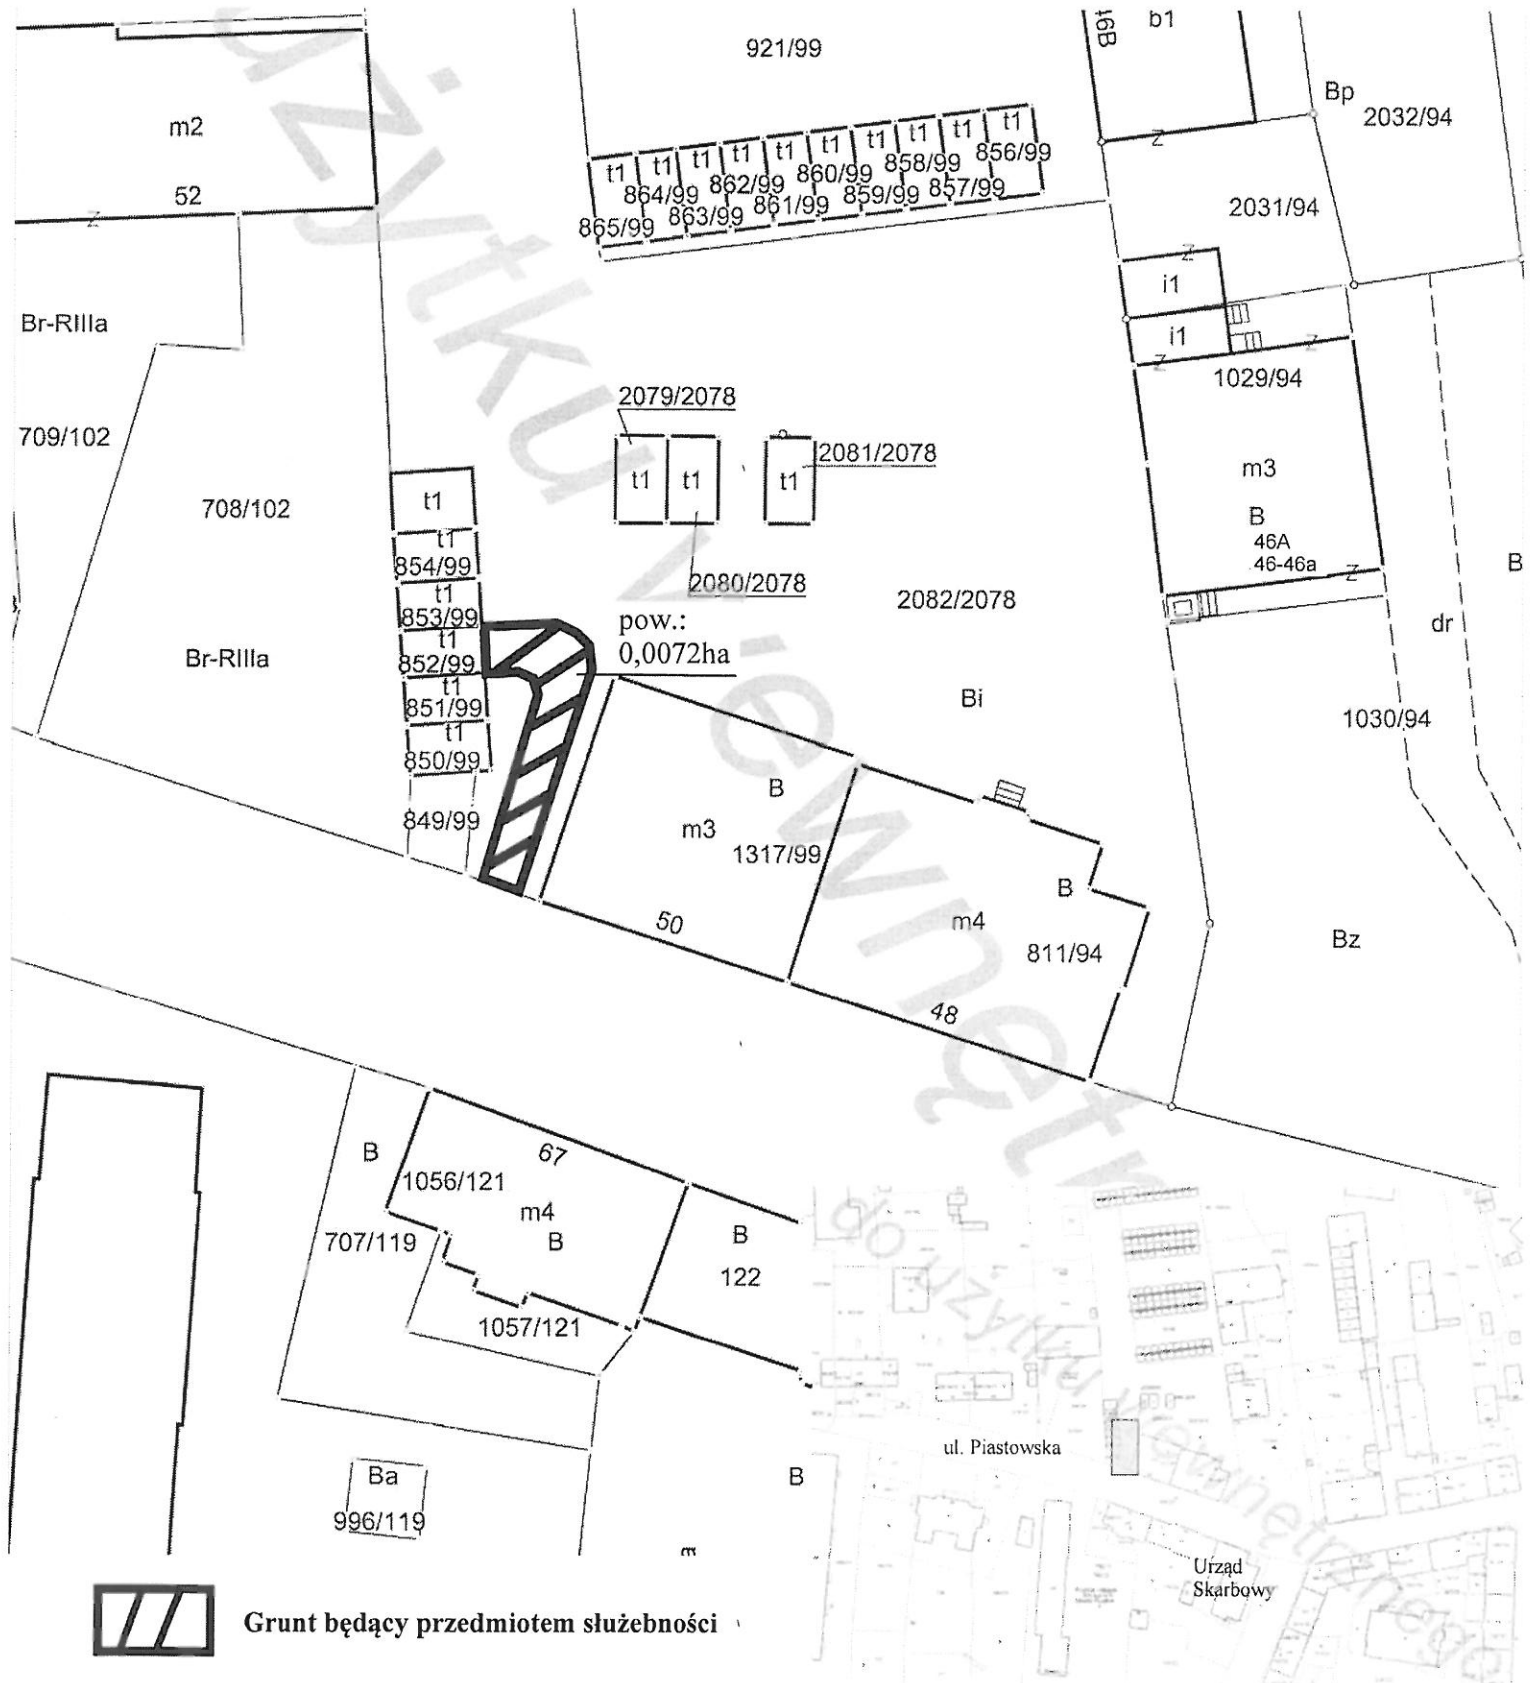 921/99
46B
b1
m2
Bp
2032/94
t1
t1
t1
t1
t1
t1
t1
t1
t1
t1
856/99
858/99
860/99
862/99
864/99
857/99
859/99
861/99
863/99
865/99
52
z
z
2031/94
z
i1
Br-RIIIa
i1
z
z
1029/94
2079/2078
709/102
2081/2078
m3
t1
t1
t1
t1
708/102
B
46A
46-46a
t1
854/99
2080/2078
z
B
t1
853/99
2082/2078
pow.:
0,0072ha
dr
t1
852/99
Br-RIIIa
t1
851/99
Bi
1030/94
t1
850/99
B
849/99
m3
1317/99
B
50
m4
811/94
Bz
48
B
67
1056/121
m4
B
707/119
B
122
1057/121
Ba
996/119
B
ul. Piastowska
Urząd
Skarbowy
Grunt będący przedmiotem służebności
użytku wewnętr
do użytku wewnętrznego